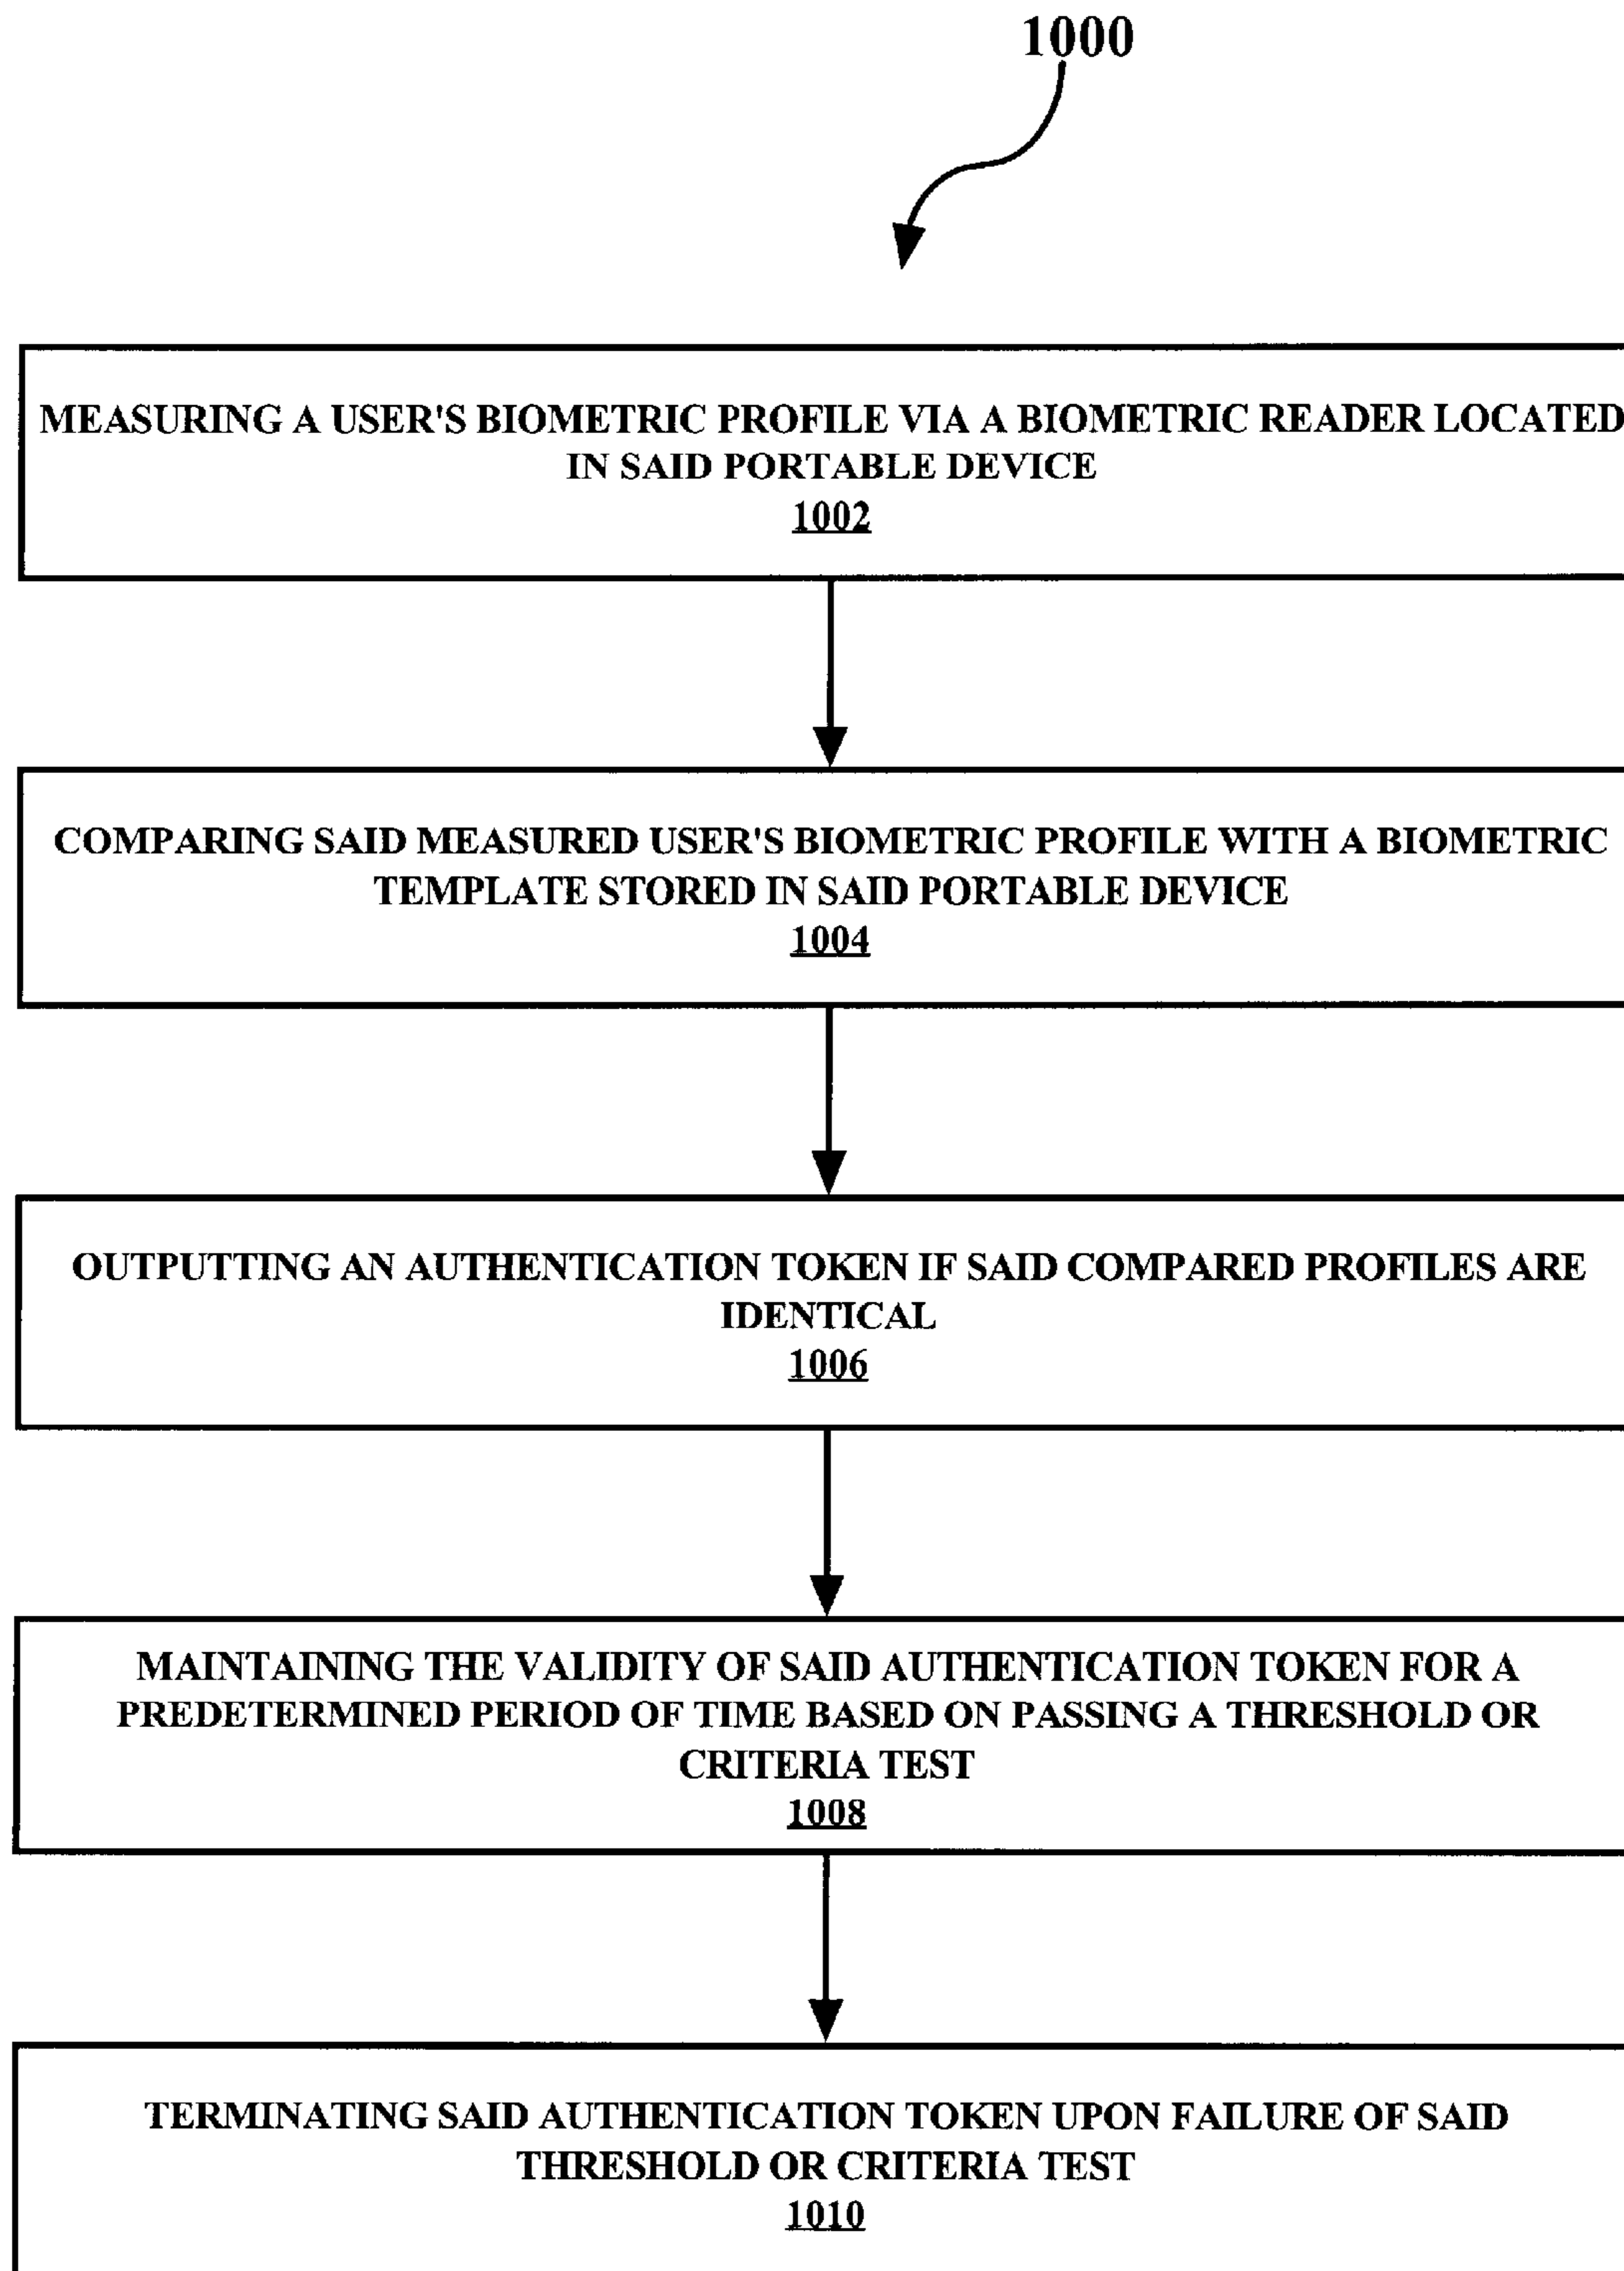 1000
MEASURING A USER'S BIOMETRIC PROFILE VIA A BIOMETRIC READER LOCATED
IN SAID PORTABLE DEVICE
1002
COMPARING SAID MEASURED USER'S BIOMETRIC PROFILE WITH A BIOMETRIC
TEMPLATE STORED IN SAID PORTABLE DEVICE
1004
OUTPUTTING AN AUTHENTICATION TOKEN IF SAID COMPARED PROFILES ARE
IDENTICAL
1006
MAINTAINING THE VALIDITY OF SAID AUTHENTICATION TOKEN FOR A
PREDETERMINED PERIOD OF TIME BASED ON PASSING A THRESHOLD OR
CRITERIA TEST
1008
TERMINATING SAID AUTHENTICATION TOKEN UPON FAILURE OF SAID
THRESHOLD OR CRITERIA TEST
1010